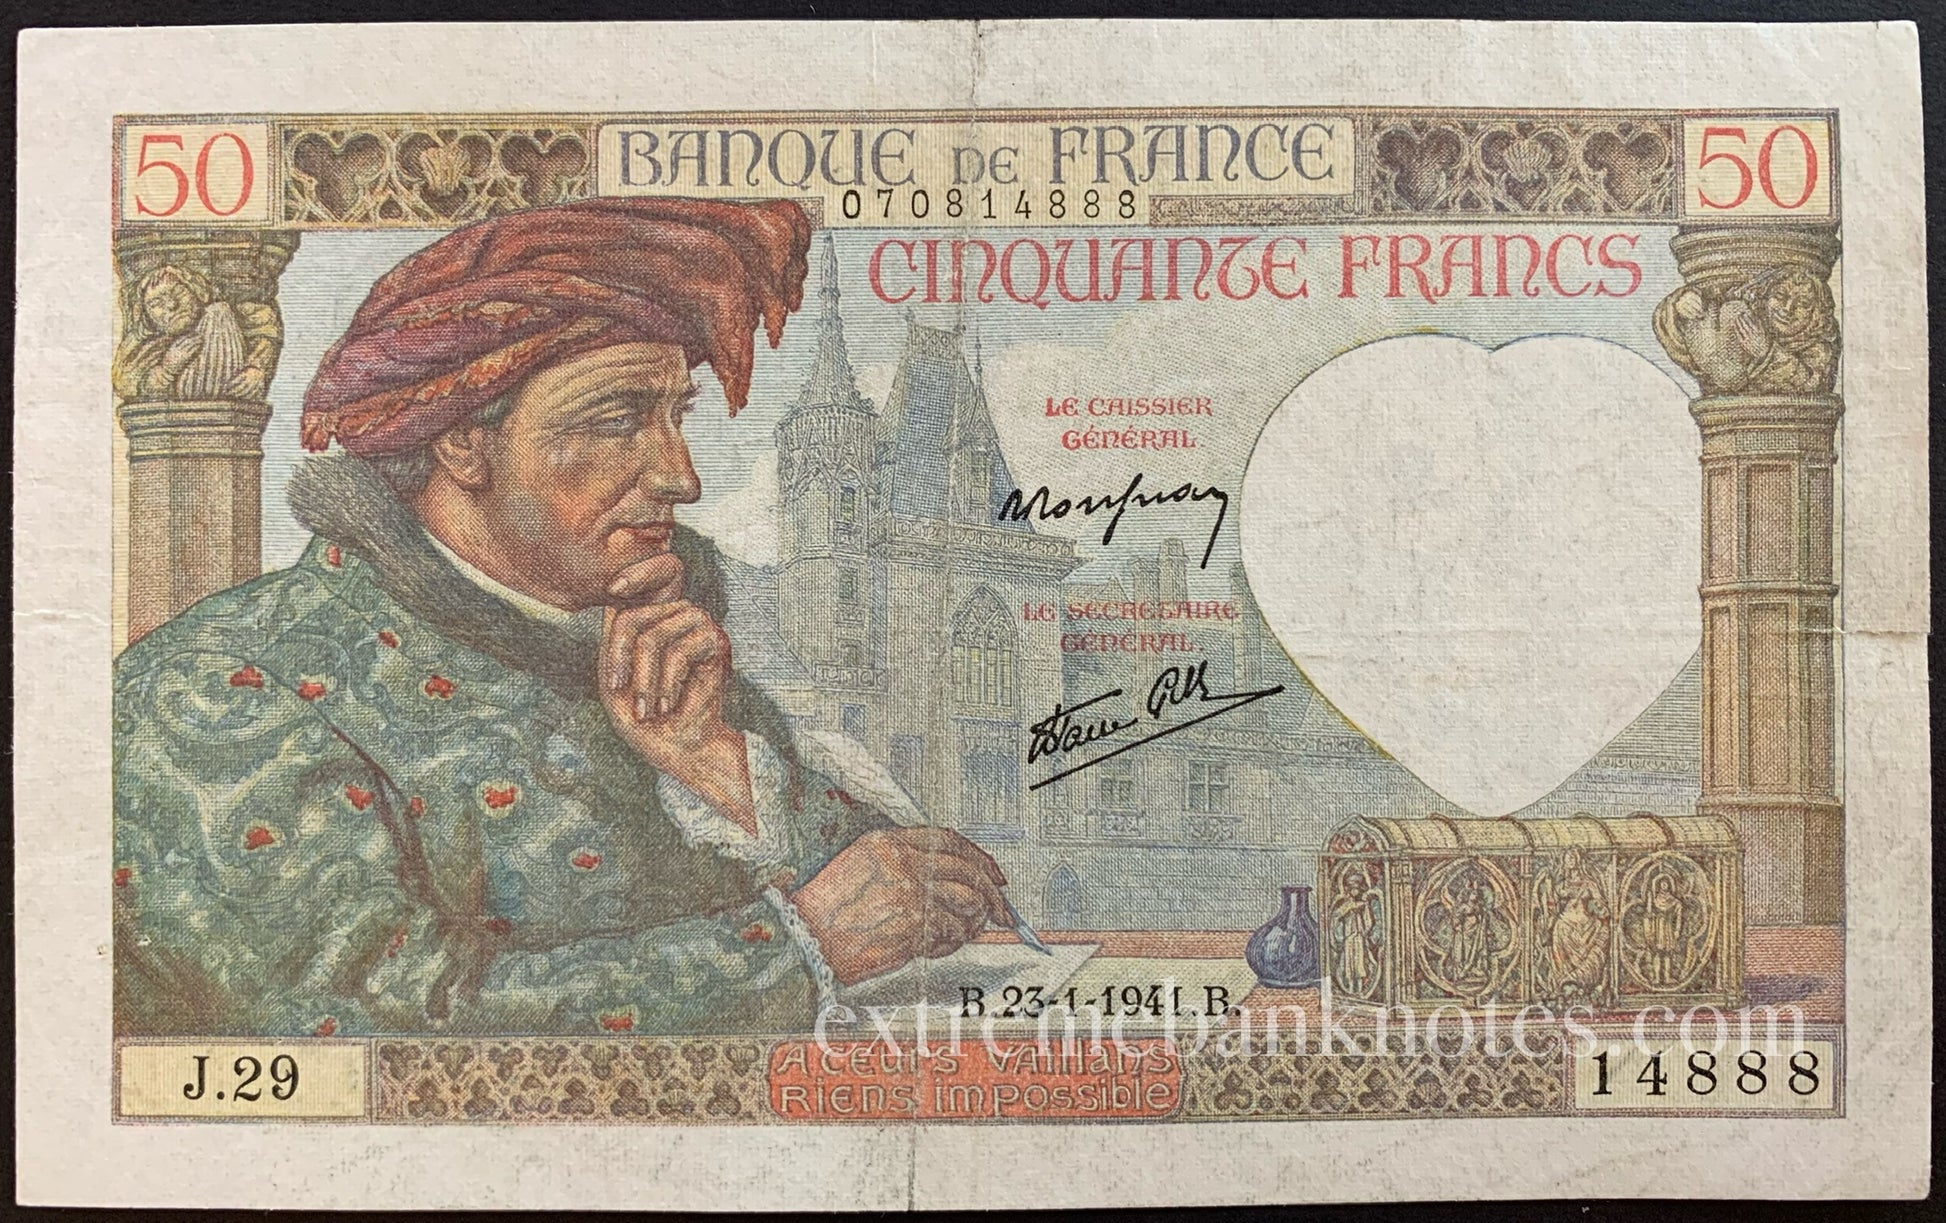 50
BANQUE DE FRANCE
50
070814888
CINQUANTE FRANCS
LE CAISSIER
GÉNÉRAL
LE SECRÉTAIRE
GÉNÉRAL.
B.23-1-1941.B.
extremebanknotes.com
J.29
A CŒURS VAILLANS
RIENS IMPOSSIBLE
14888